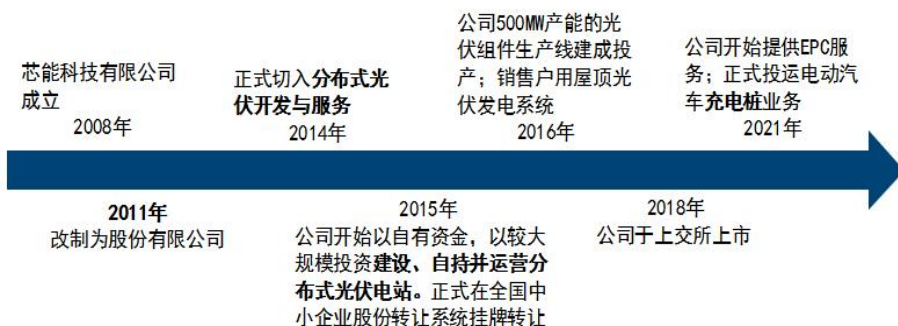 芯能科技有限公司
成立
2008年
正式切入分布式光
伏开发与服务
2014年
公司500MW产能的光
伏组件生产线建成投
产；销售户用屋顶光
伏发电系统
2016年
公司开始提供EPC服
务；正式投运电动汽
车充电桩业务
2021年
2011年
改制为股份有限公司
2015年
公司开始以自有资金，以较大
规模投资建设、自持并运营分
布式光伏电站。正式在全国中
小企业股份转让系统挂牌转让
2018年
公司于上交所上市